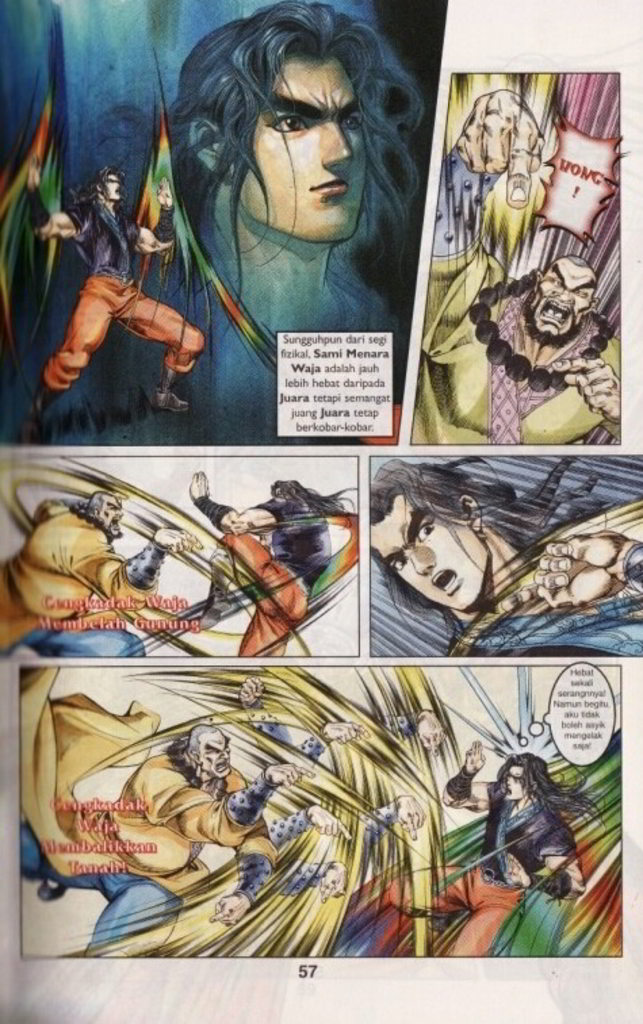 Sungguhpun dari segi
fizikal, Sami Menara
Waja adalah jauh
lebih hebat daripada
Juara tetapi semangat
juang Juara tetap
berkobar-kobar.
WONG
!
Cengkadak Waja
Membelah Gunung
Hebat
sekali
serangnnya!
Namun begitu,
aku tidak
boleh asyik
mengelak
saja!
Cengkadak
Waja
Membalikkan
Tanah!
57